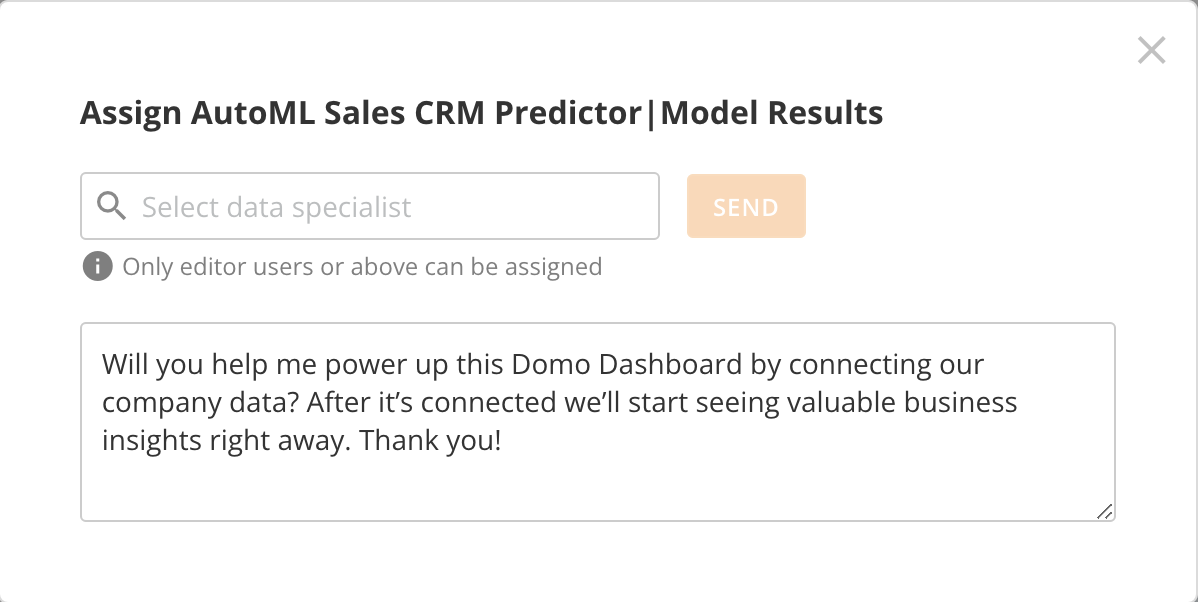 Assign AutoML Sales CRM Predictor|Model Results
Select data specialist
SEND
Only editor users or above can be assigned
Will you help me power up this Domo Dashboard by connecting our
company data? After it’s connected we’ll start seeing valuable business
insights right away. Thank you!